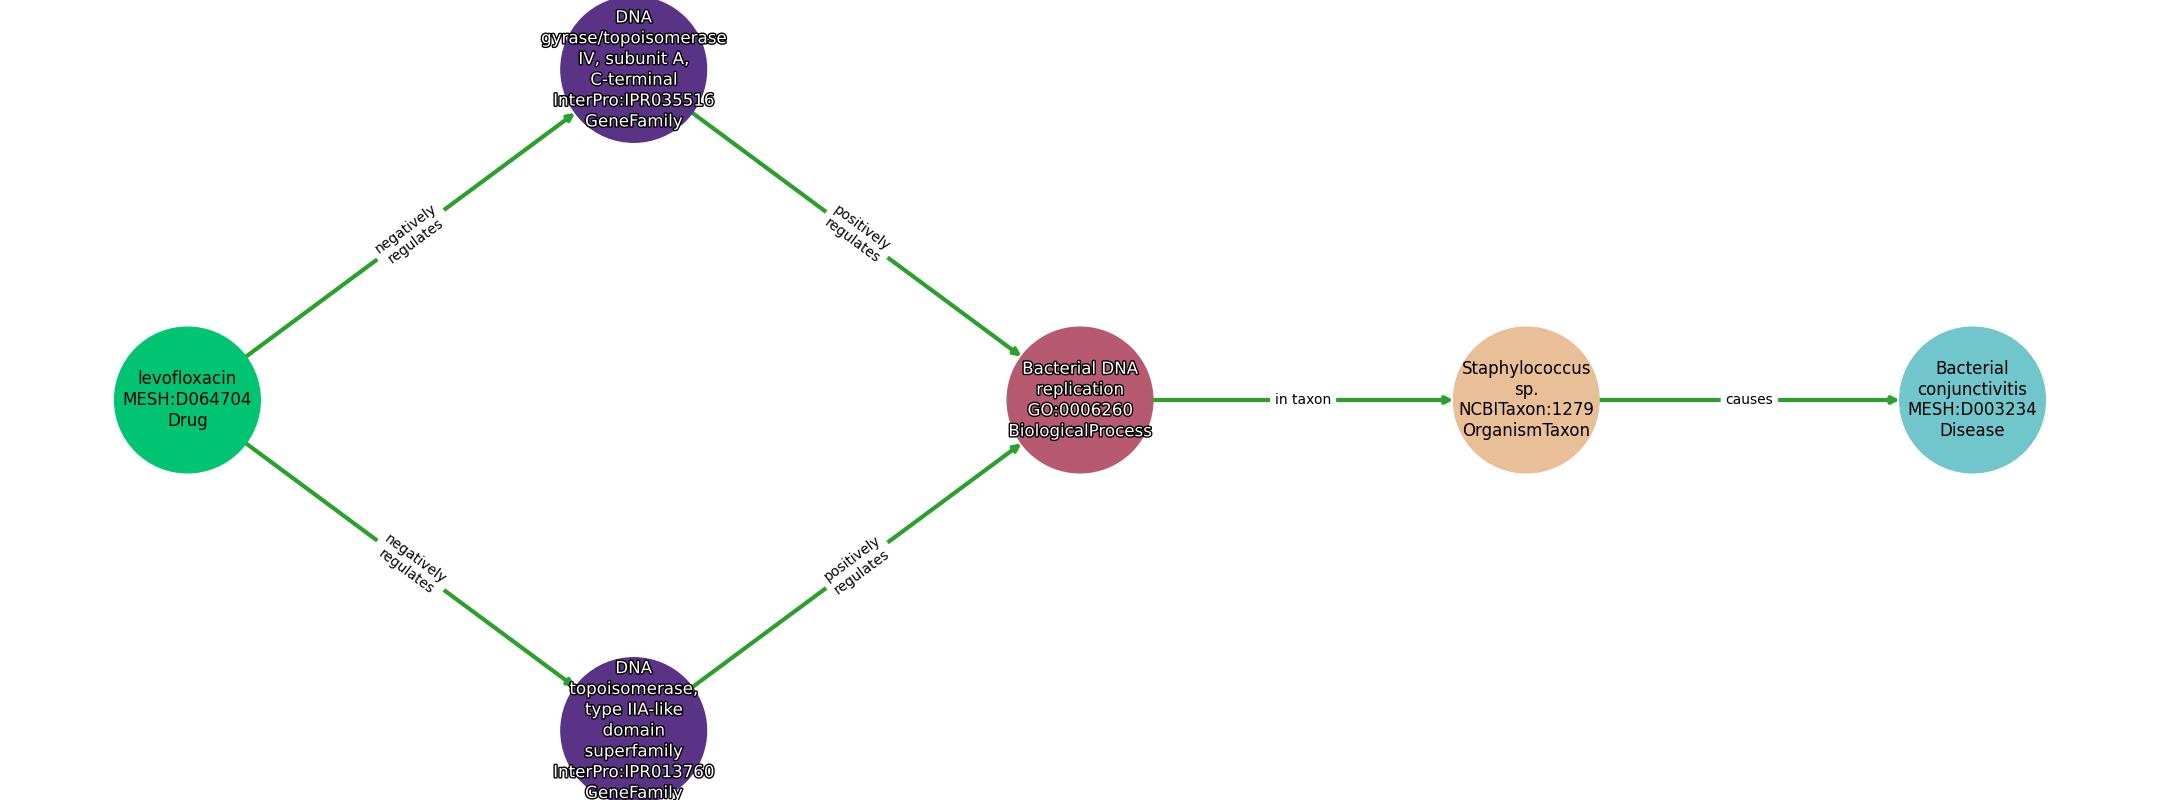 DNA
gyrase/topoisomerase
IV, subunit A,
C-terminal
InterPro:IPR035516
GeneFamily
negatively
regulates
positively
regulates
levofloxacin
MESH:D064704
Drug
Bacterial DNA
replication
GO:0006260
BiologicalProcess
in taxon
Staphylococcus
sp.
NCBITaxon:1279
OrganismTaxon
causes
Bacterial
conjunctivitis
MESH:D003234
Disease
negatively
regulates
positively
regulates
DNA
topoisomerase,
type IIA-like
domain
superfamily
InterPro:IPR013760
GeneFamily